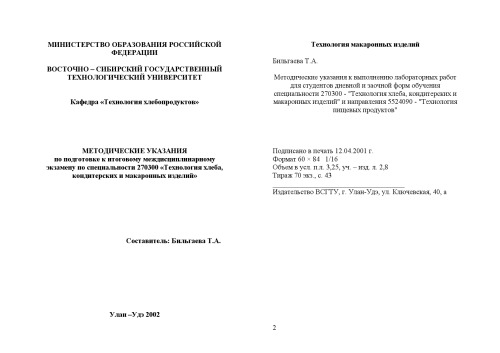 МИНИСТЕРСТВО ОБРАЗОВАНИЯ РОССИЙСКОЙ
ФЕДЕРАЦИИ
ВОСТОЧНО – СИБИРСКИЙ ГОСУДАРСТВЕННЫЙ
ТЕХНОЛОГИЧЕСКИЙ УНИВЕРСИТЕТ
Кафедра «Технология хлебопродуктов»
МЕТОДИЧЕСКИЕ УКАЗАНИЯ
по подготовке к итоговому междисциплинарному
экзамену по специальности 270300 «Технология хлеба,
кондитерских и макаронных изделий»
Составитель: Бильгаева Т.А.
Улан –Удэ 2002
Технология макаронных изделий
Бильгаева Т.А.
Методические указания к выполнению лабораторных работ
для студентов дневной и заочной форм обучения
специальности 270300 - "Технология хлеба, кондитерских и
макаронных изделий" и направления 5524090 - "Технология
пищевых продуктов"
Подписано в печать 12.04.2001 г.
Формат 60 × 84 1/16
Объем в усл. п.л. 3,25, уч. – изд. л. 2,8
Тираж 70 экз., с. 43
Издательство ВСГТУ, г. Улан-Удэ, ул. Ключевская, 40, а
2